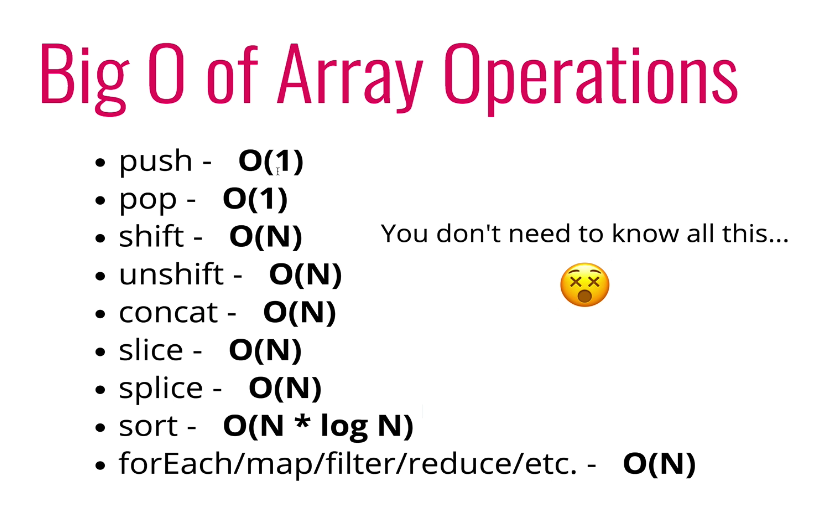 Big O of Array Operations
• push - O(1)
• pop - O(1)
• shift - O(N)
You don't need to know all this...
• unshift - O(N)
• concat - O(N)
• slice - O(N)
• splice - O(N)
• sort - O(N * log N)
• forEach/map/filter/reduce/etc. - O(N)